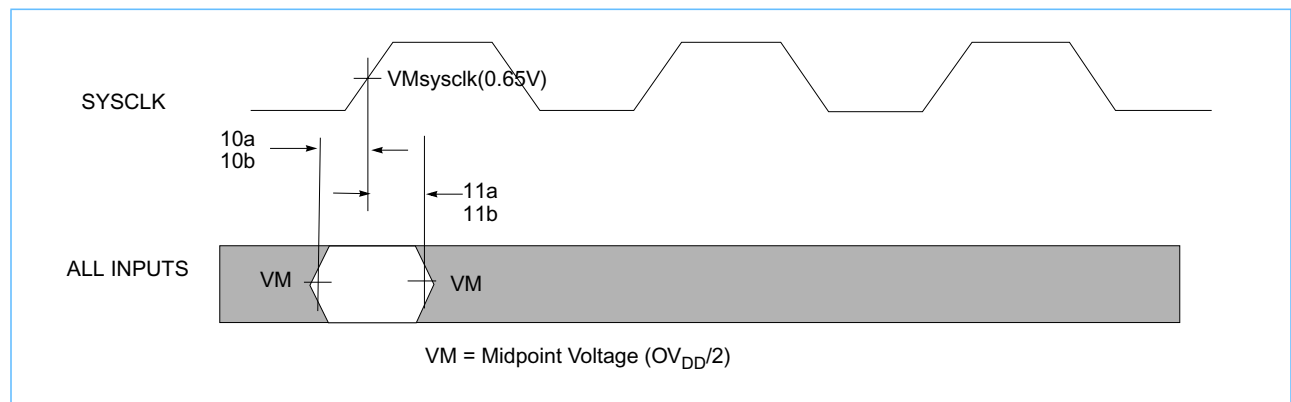 VMsysclk(0.65V)
SYSCLK
10a
10b
11a
11b
ALL INPUTS
VM
VM
VM = Midpoint Voltage (OVDD/2)